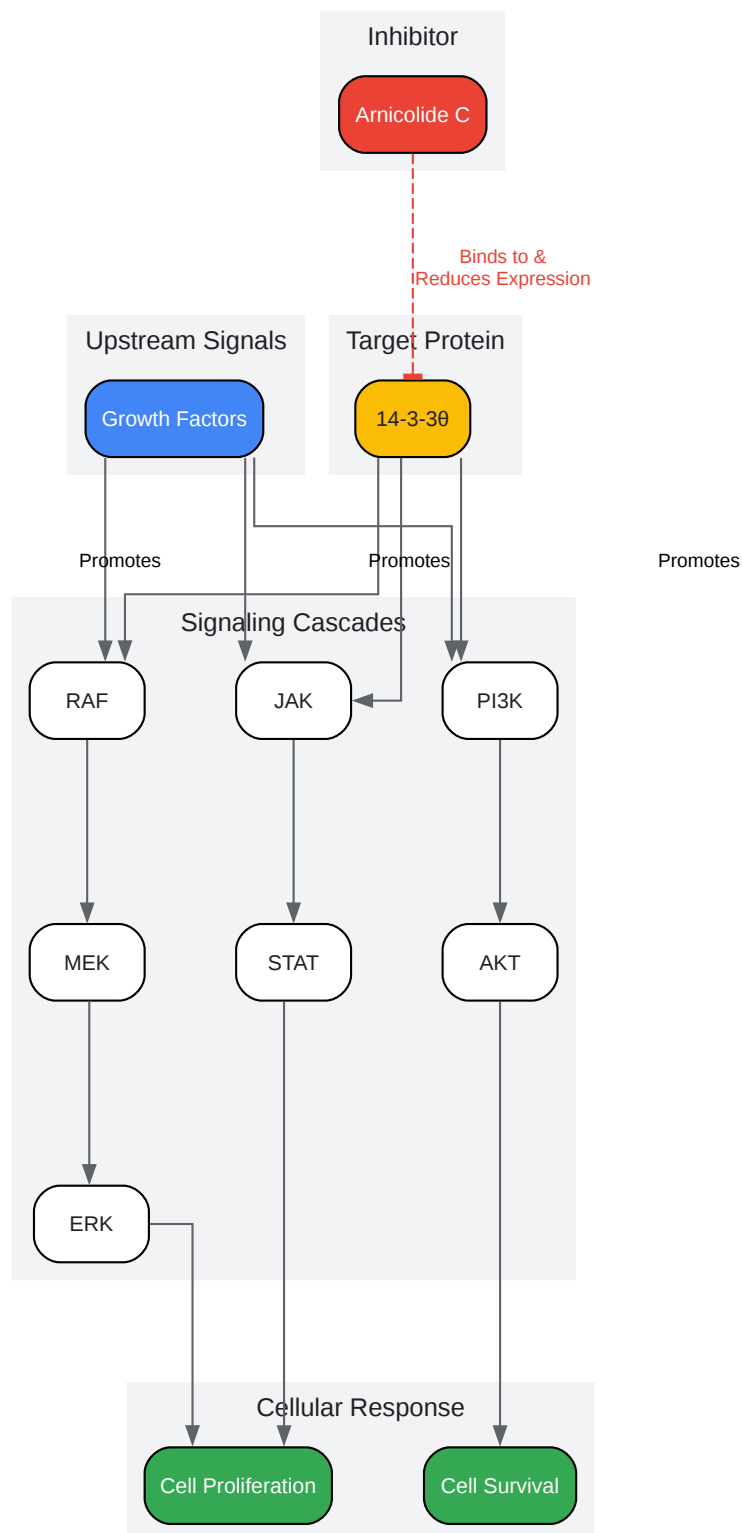 Inhibitor
Arnicolide C
Binds to &
Reduces Expression
Upstream Signals
Target Protein
Growth Factors
14-3-3θ
Promotes
Promotes
Promotes
Signaling Cascades
RAF
JAK
PI3K
MEK
STAT
AKT
ERK
Cellular Response
Cell Proliferation
Cell Survival